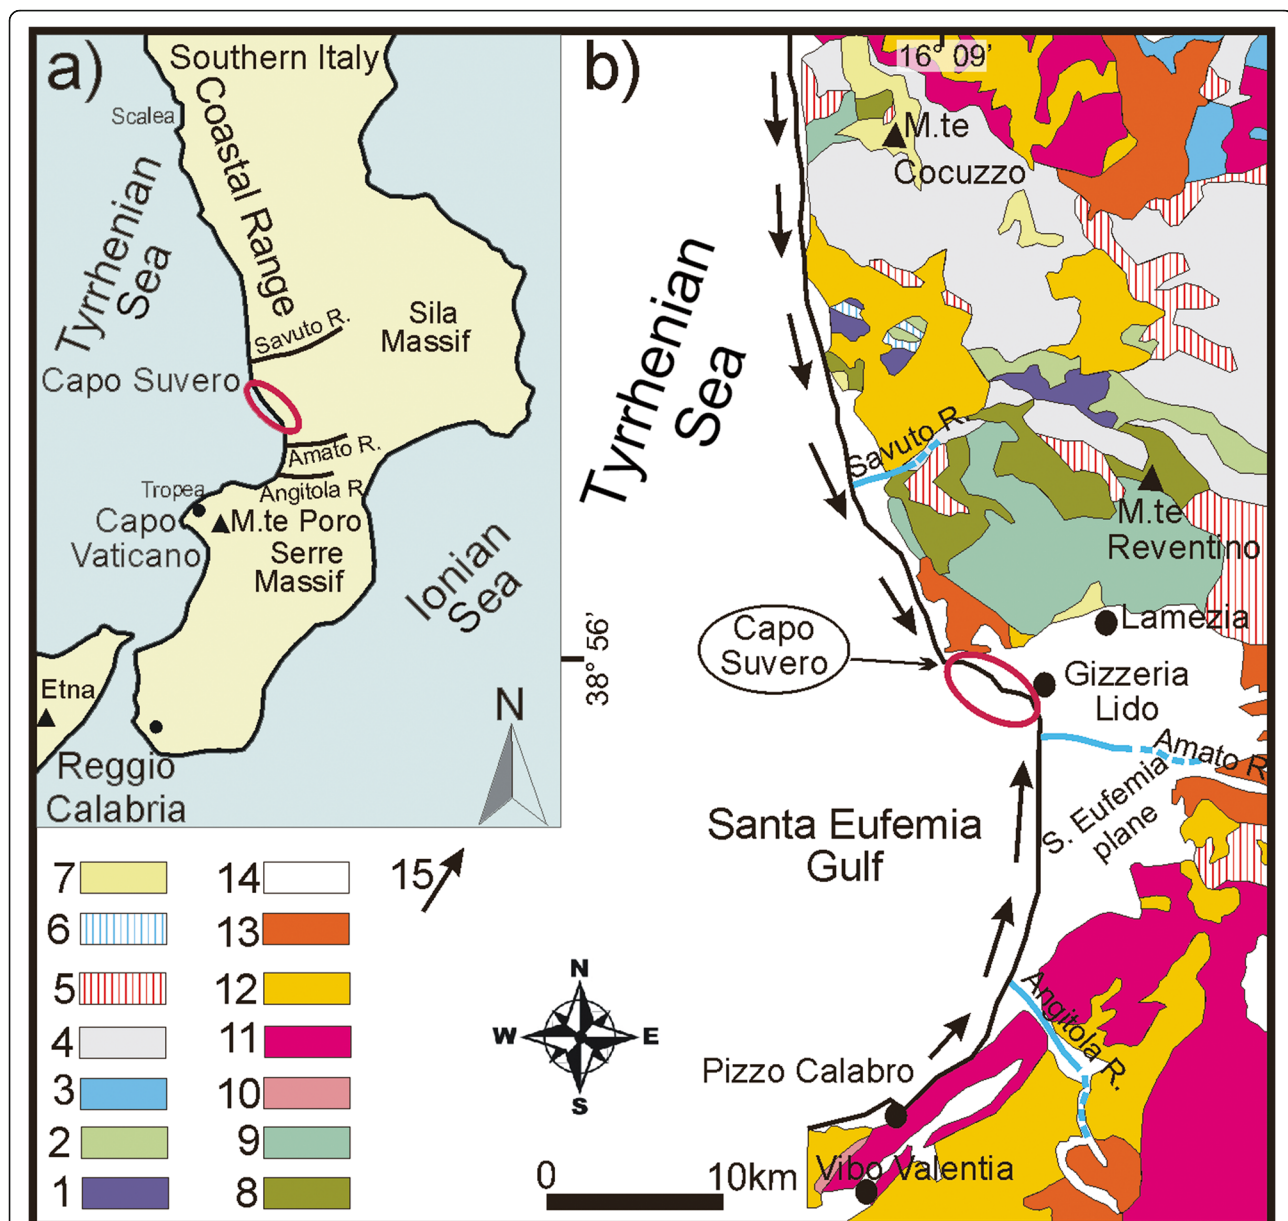 a)
Southern Italy
Scalea
Coastal Range
Tyrrhenian
Sea
Savuto R.
Sila
Massif
Capo Suvero
Amato R.
Tropea
Angitola R
Capo
Vaticano
M.te Poro
Serre
Massif
Ionian
Sea
Etna
N
Reggio
Calabria
7
6
5
4
3
2
1
14
13
12
11
10
9
8
15
N
W
E
S
b)
16° 09'
M.te
Cocuzzo
Tyrrhenian
Sea
Savuto R.
M.te
Reventino
38° 56'
Capo
Suvero
Lamezia
Gizzeria
Lido
Amato R
S. Eufemia
plane
Santa Eufemia
Gulf
Angitola R.
Pizzo Calabro
Vibo Valentia
0
10km